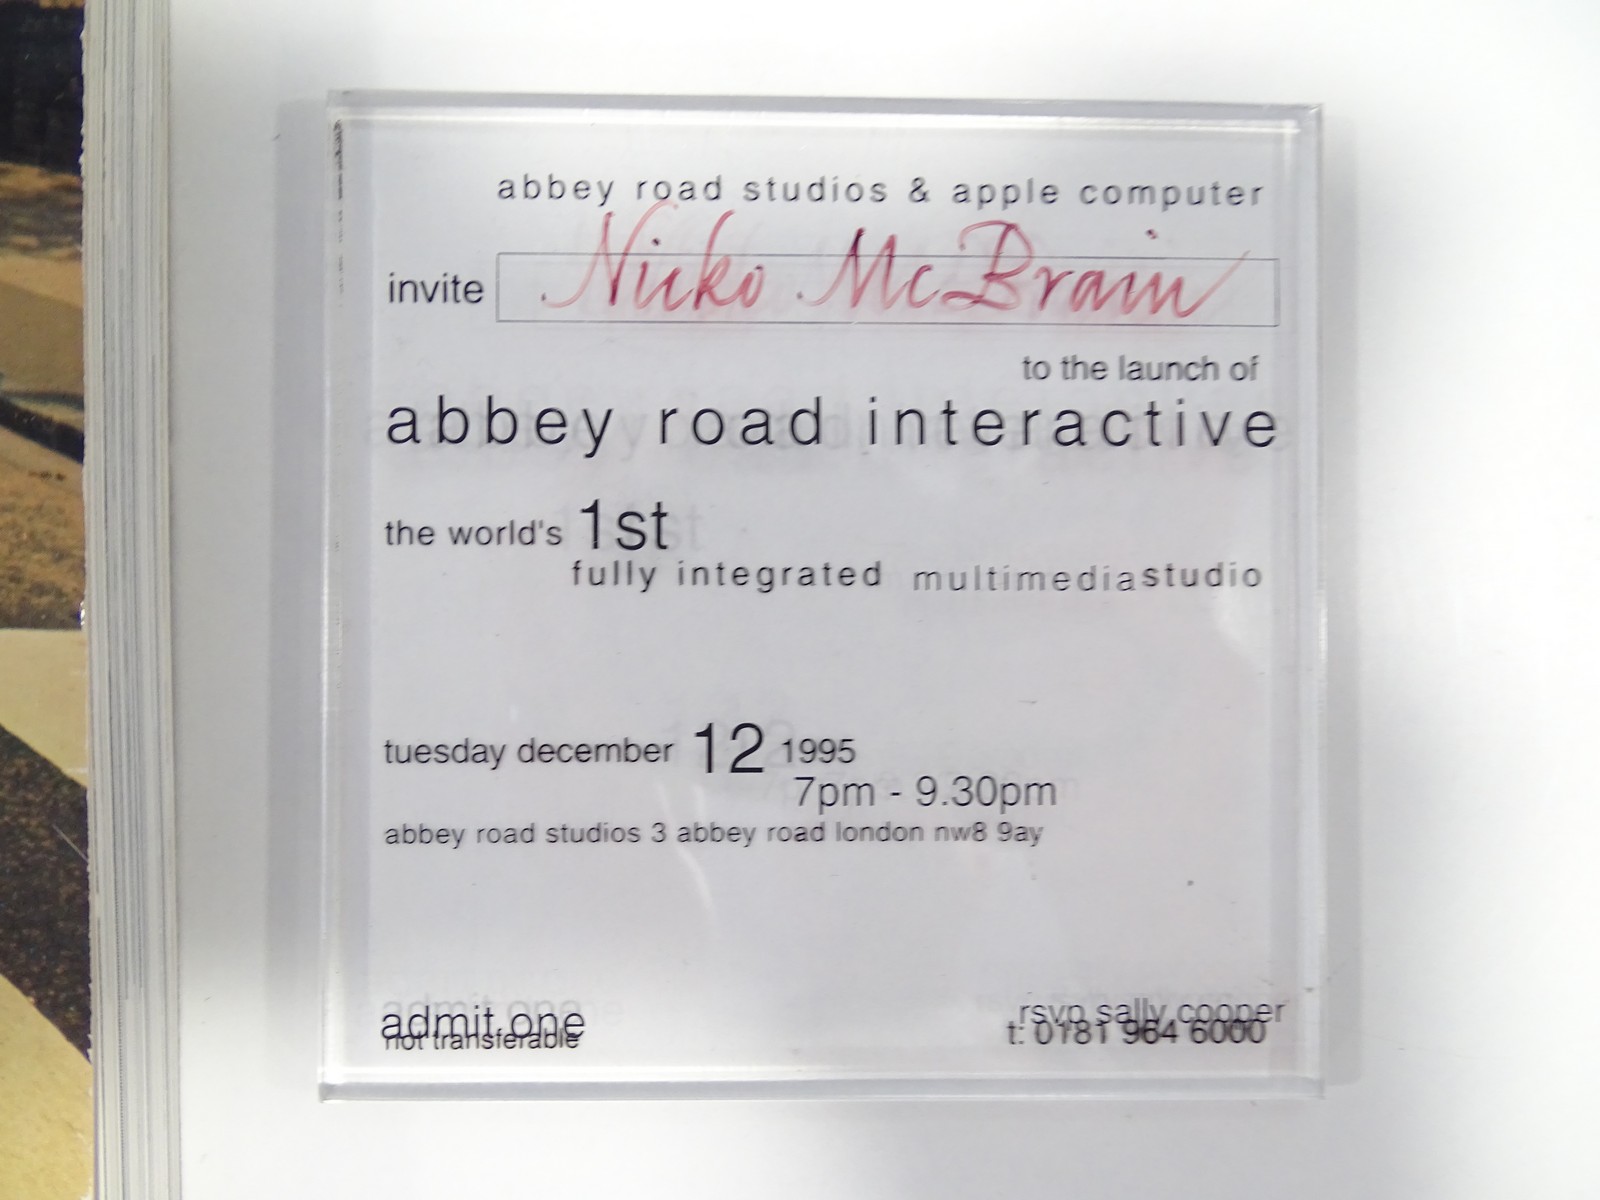 abbey road studios & apple computer
invite Nicko McBrain
to the launch of
abbey road interactive
the world's 1st
fully integrated multimediastudio
tuesday december 12 1995
7pm - 9.30pm
abbey road studios 3 abbey road london nw8 9ay
admit one
not transferable
rsvp sally cooper
t: 0181 964 6000